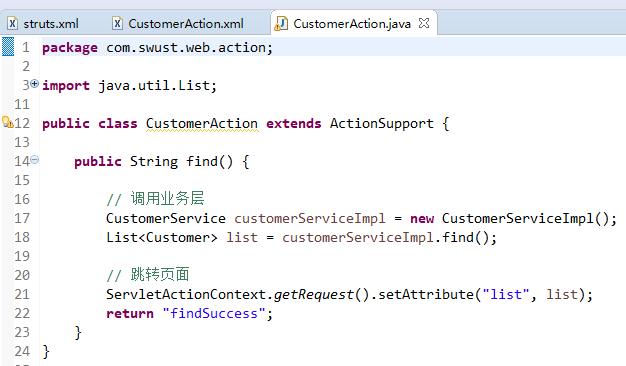 struts.xml CustomerAction.xml CustomerAction.java
1 package com.swust.web.action;
2
3 import java.util.List;
11
12 public class CustomerAction extends ActionSupport {
13
14 public String find() {
15
16 // 调用业务层
17 CustomerService customerServiceImpl = new CustomerServiceImpl();
18 List<Customer> list = customerServiceImpl.find();
19
20 // 跳转页面
21 ServletActionContext.getRequest().setAttribute("list", list);
22 return "findSuccess";
23 }
24 }